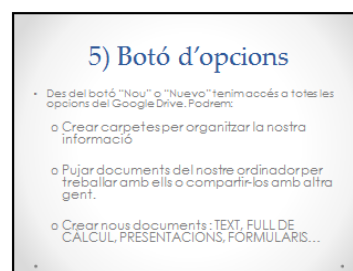 5) Botó d'opcions
• Des del botó "Nou" o "Nuevo" tenim accés a totes les
opcions del Google Drive. Podrem:
o Crear carpetes per organitzar la nostra
informació
o Pujar documents del nostre ordinador per
treballar amb ells o compartir-los amb altra
gent.
o Crear nous documents : TEXT, FULL DE
CÀLCUL, PRESENTACIONS, FORMULARIS...